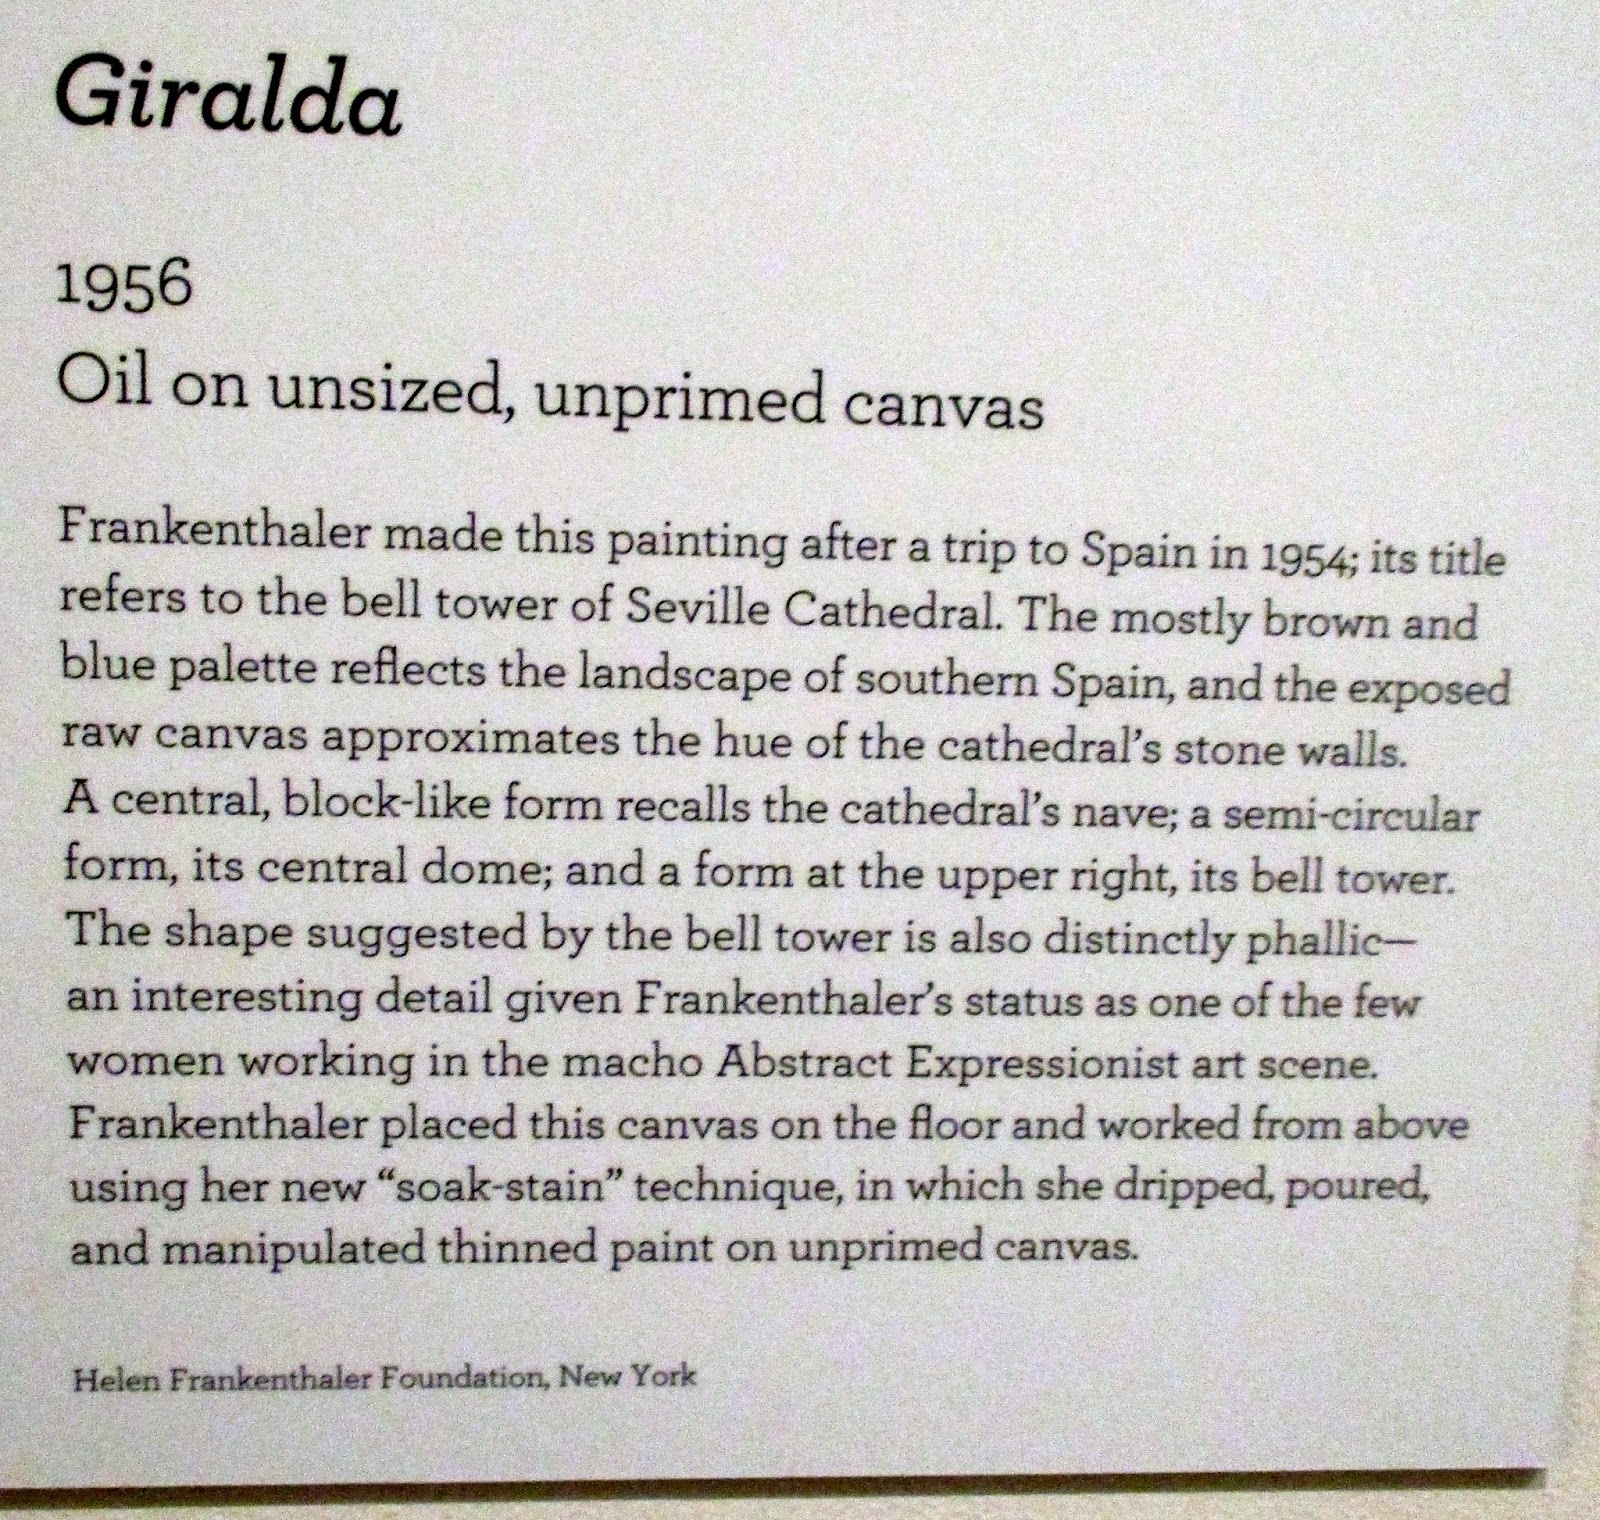 Giralda
1956
Oil on unsized, unprimed canvas
Frankenthaler made this painting after a trip to Spain in 1954; its title
refers to the bell tower of Seville Cathedral. The mostly brown and
blue palette reflects the landscape of southern Spain, and the exposed
raw canvas approximates the hue of the cathedral’s stone walls.
A central, block-like form recalls the cathedral’s nave; a semi-circular
form, its central dome; and a form at the upper right, its bell tower.
The shape suggested by the bell tower is also distinctly phallic—
an interesting detail given Frankenthaler’s status as one of the few
women working in the macho Abstract Expressionist art scene.
Frankenthaler placed this canvas on the floor and worked from above
using her new “soak-stain” technique, in which she dripped, poured,
and manipulated thinned paint on unprimed canvas.
Helen Frankenthaler Foundation, New York